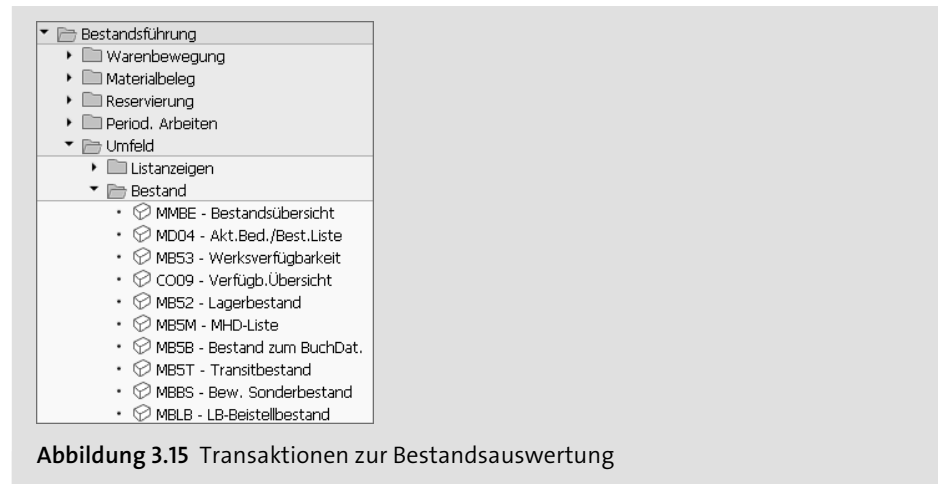 Bestandsführung
Warenbewegung
Materialbeleg
Reservierung
Period. Arbeiten
Umfeld
Listanzeigen
Bestand
MMBE - Bestandsübersicht
MD04 - Akt.Bed./Best.Liste
MB53 - Werksverfügbarkeit
CO09 - Verfügb.Übersicht
MB52 - Lagerbestand
MB5M - MHD-Liste
MB5B - Bestand zum BuchDat.
MB5T - Transitbestand
MBBS - Bew. Sonderbestand
MBLB - LB-Beistellbestand
Abbildung 3.15 Transaktionen zur Bestandsauswertung